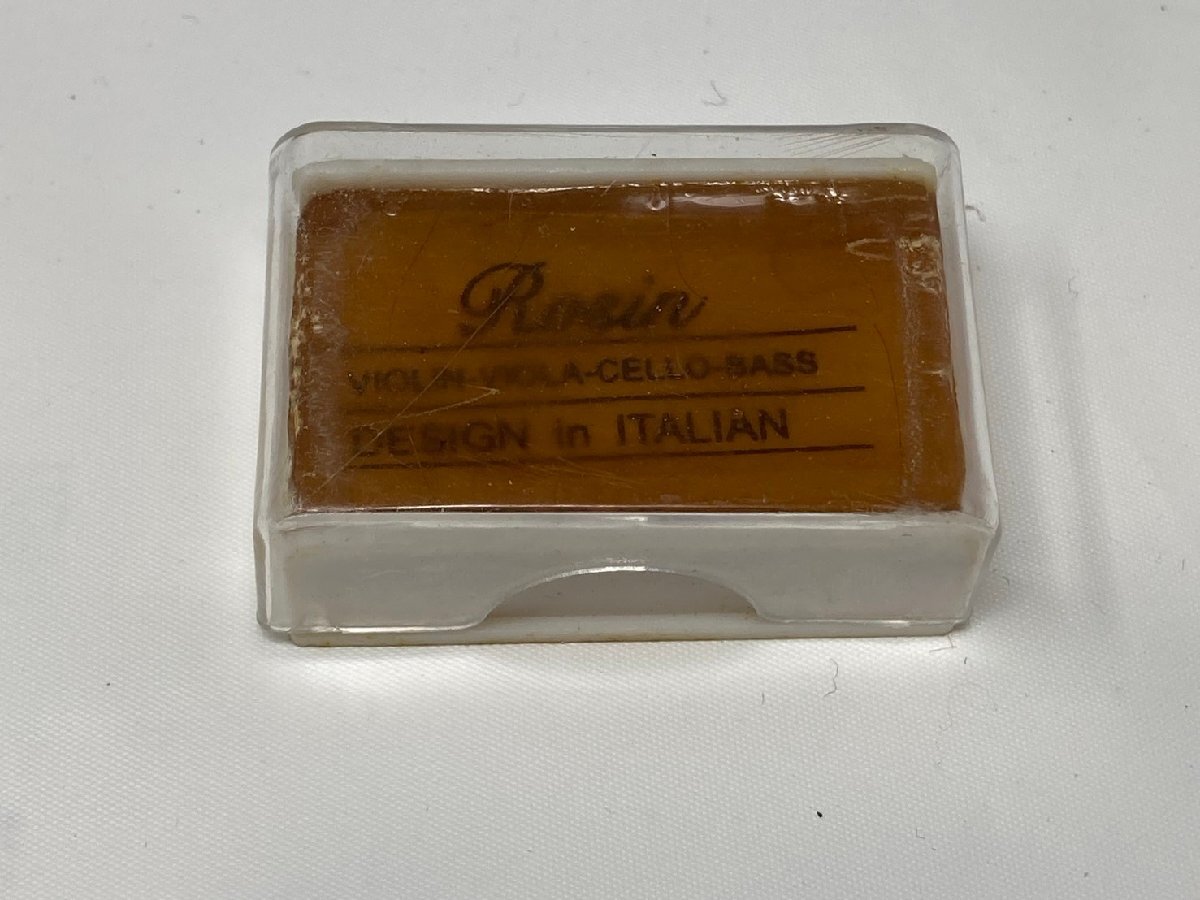 Rosin
VIOLIN-VIOLA-CELLO-BASS
DESIGN in ITALIAN